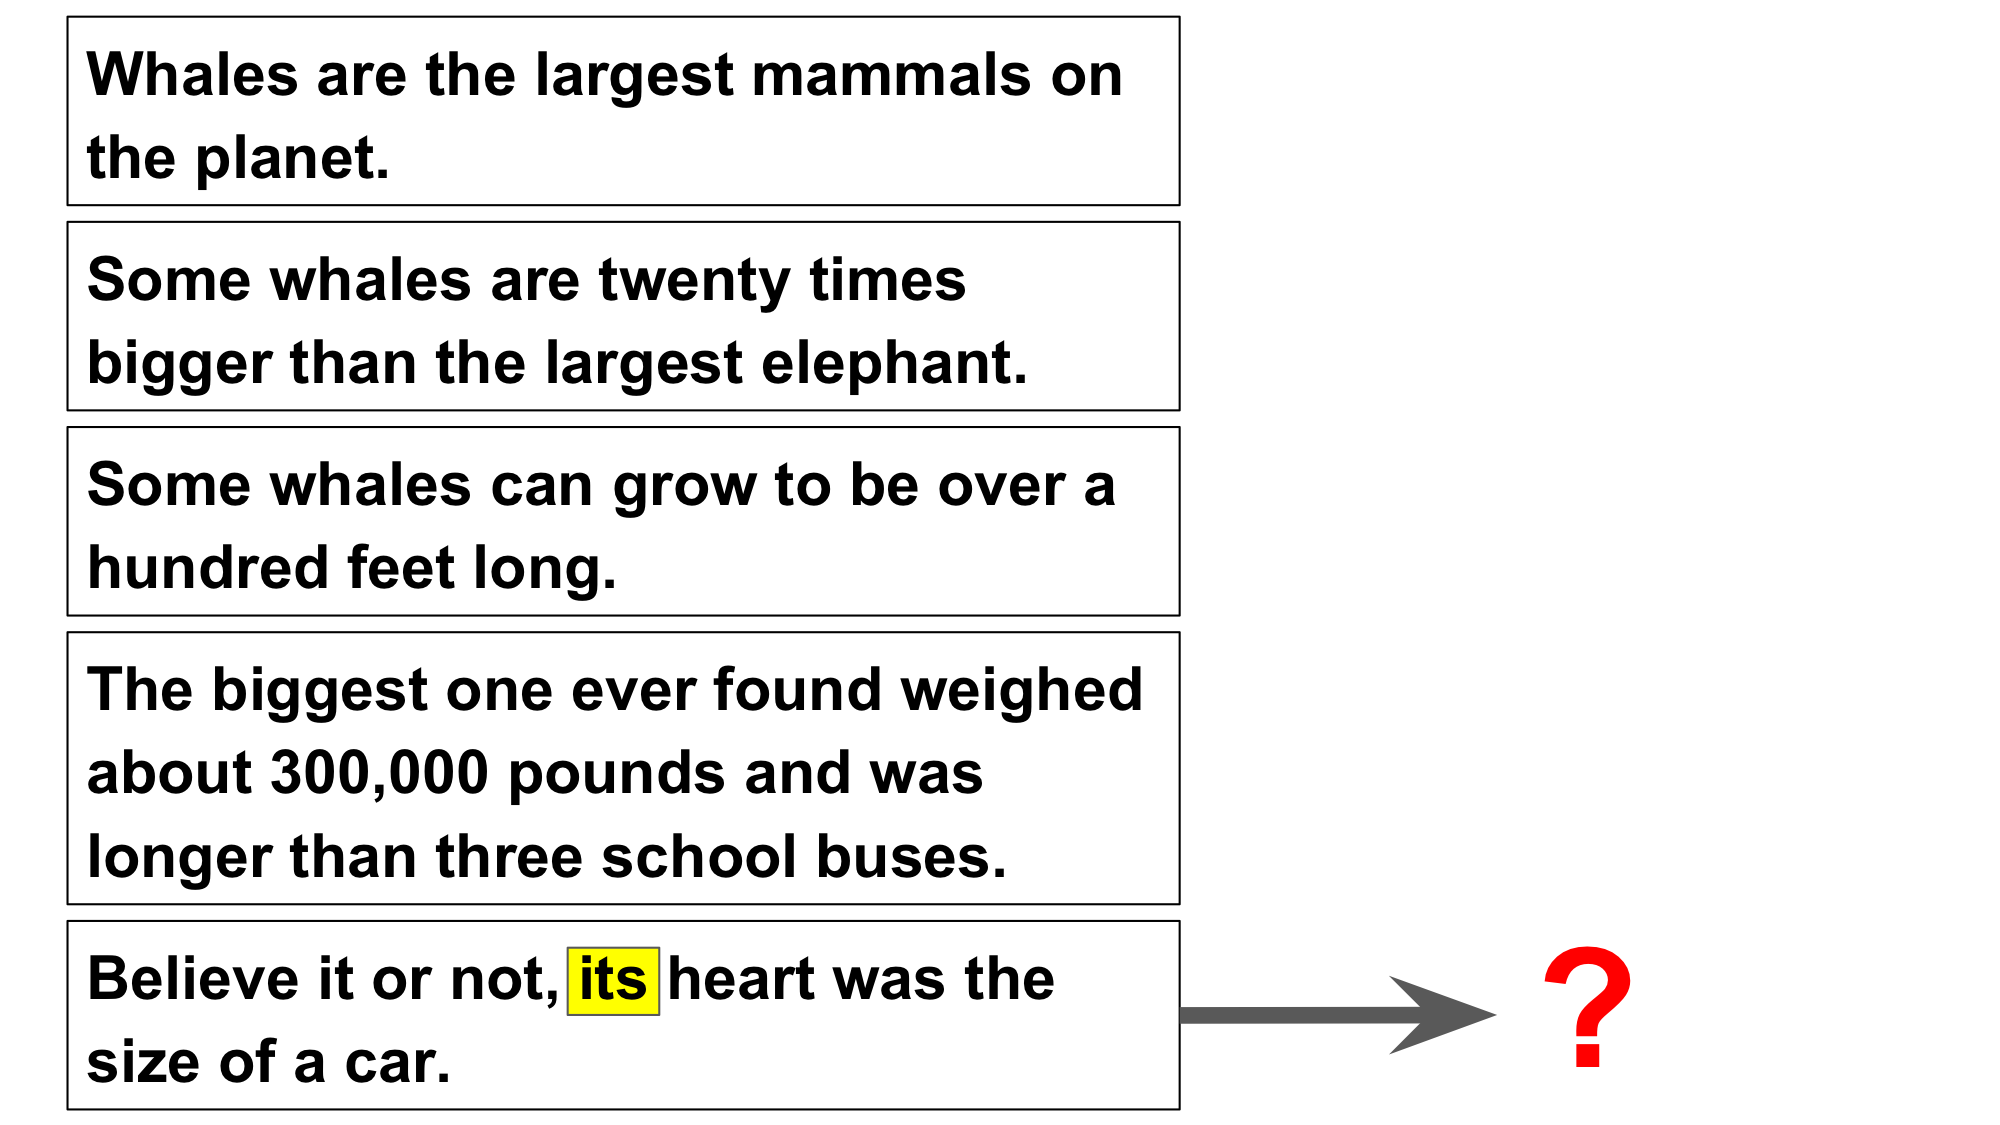 Whales are the largest mammals on
the planet.
Some whales are twenty times
bigger than the largest elephant.
Some whales can grow to be over a
hundred feet long.
The biggest one ever found weighed
about 300,000 pounds and was
longer than three school buses.
Believe it or not, its heart was the
size of a car.
?